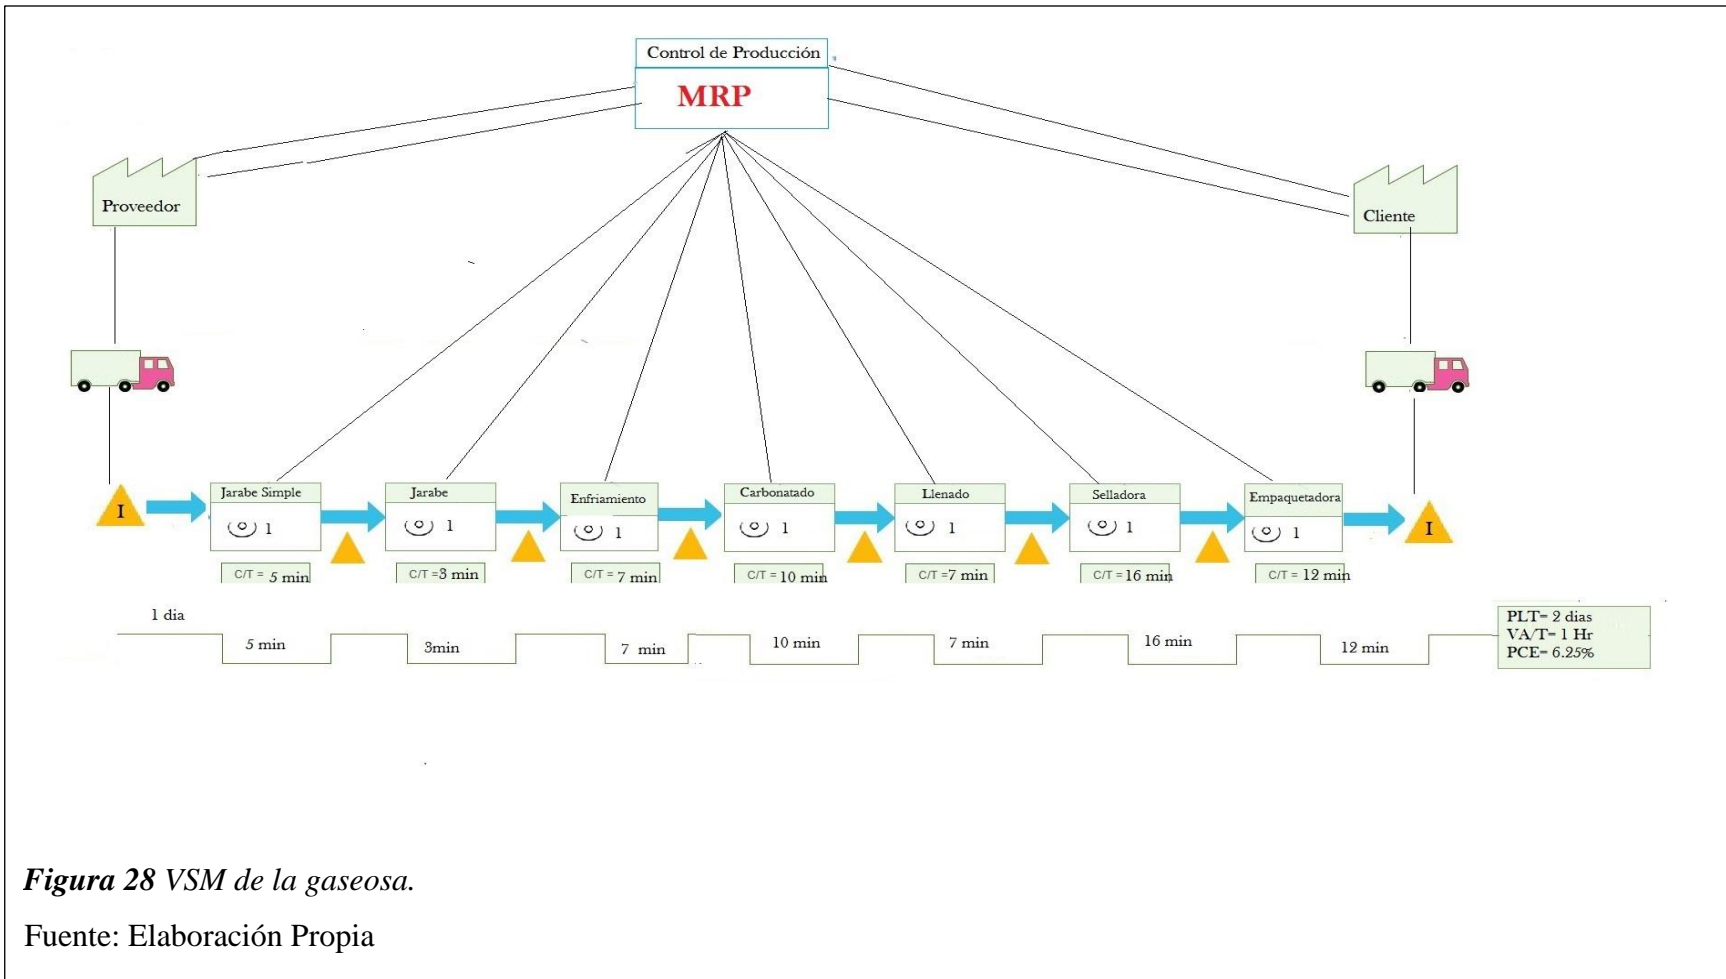 Control de Producción
MRP
Proveedor
Cliente
I
Jarabe Simple
1
C/T = 5 min
Jarabe
1
C/T =3 min
Enfriamiento
1
C/T = 7 min
Carbonatado
1
C/T = 10 min
Llenado
1
C/T =7 min
Selladora
1
C/T =16 min
Empaquetadora
1
C/T = 12 min
I
1 dia
5 min
3min
7 min
10 min
7 min
16 min
12 min
PLT= 2 dias
VA/T= 1 Hr
PCE= 6.25%
Figura 28 VSM de la gaseosa.
Fuente: Elaboración Propia